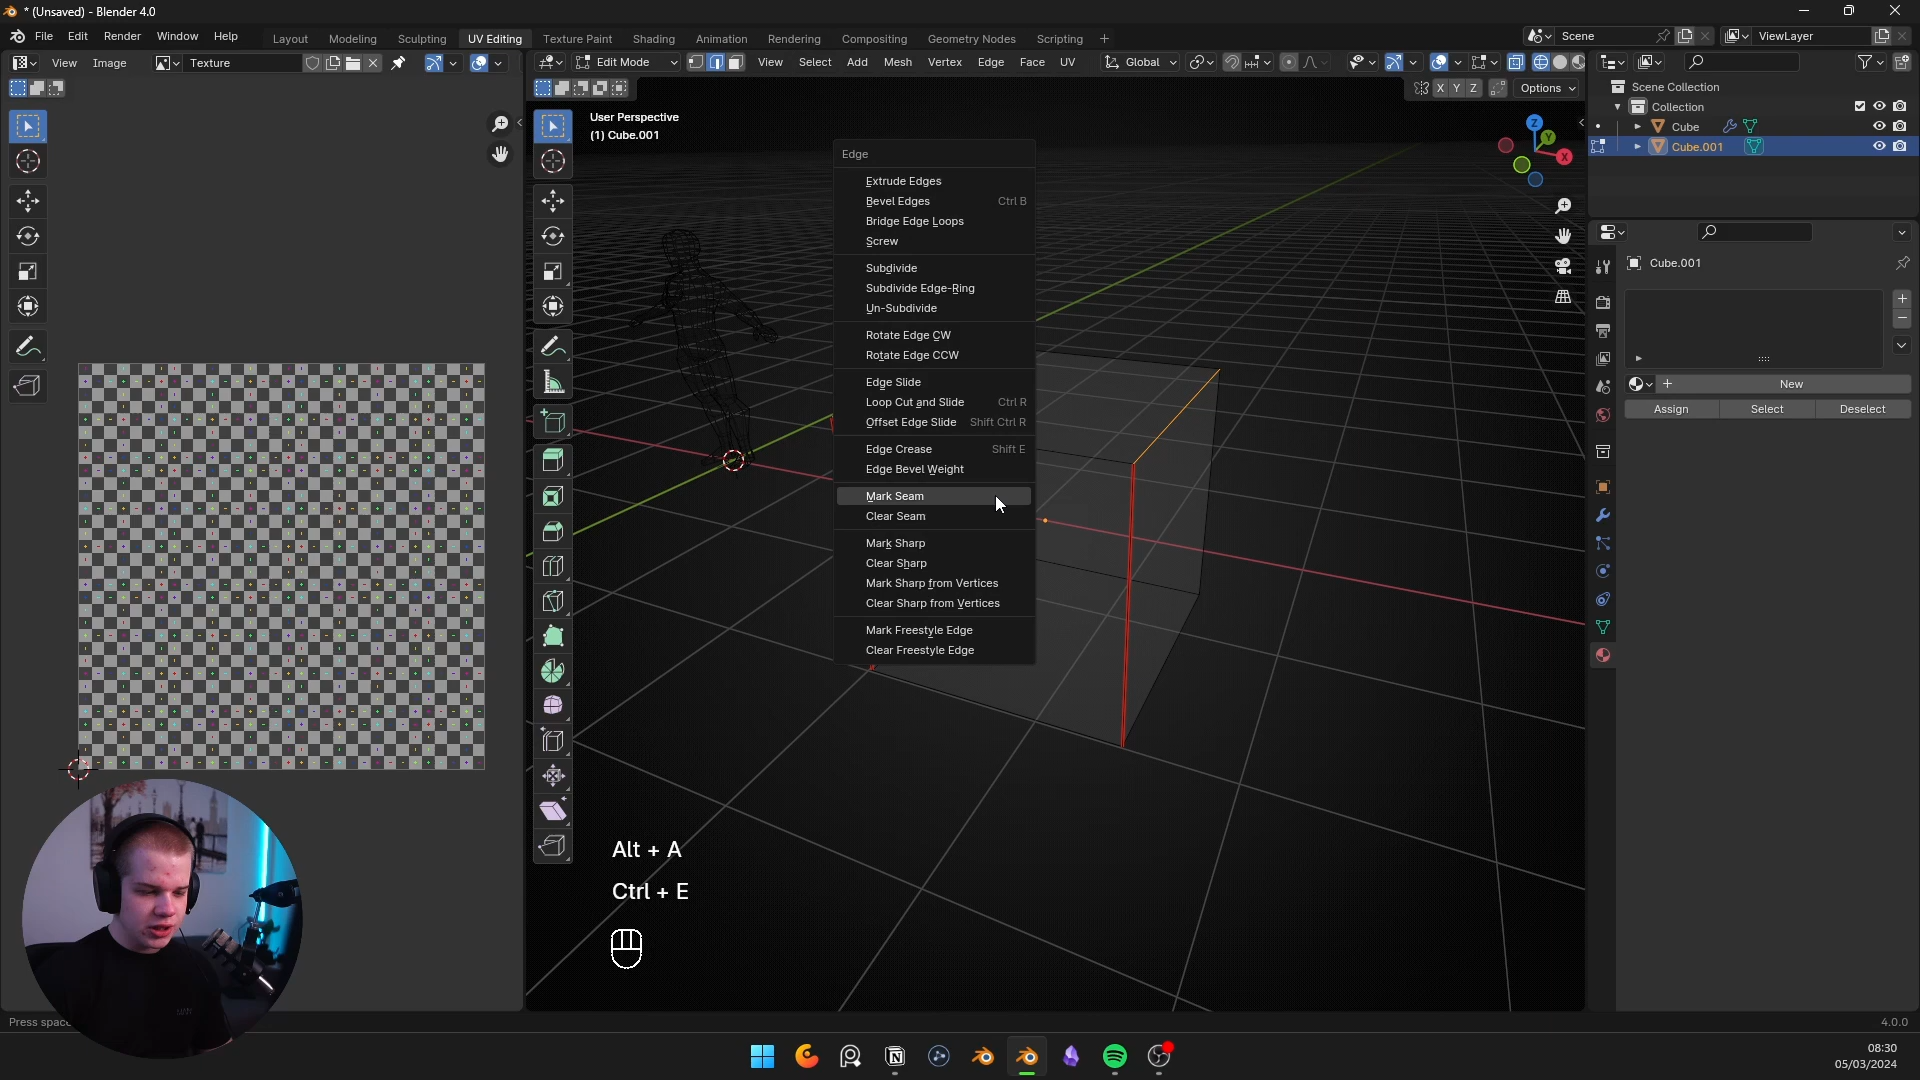 * (Unsaved) - Blender 4.0
File Edit Render Window Help
Layout Modeling Sculpting UV Editing Texture Paint Shading Animation Rendering Compositing Geometry Nodes Scripting +
Scene
ViewLayer
View Image
Texture
Edit Mode
View Select Add Mesh Vertex Edge Face UV
Global
X Y Z
Options
User Perspective
(1) Cube.001
Z
Y
X
Scene Collection
Collection
Cube
Cube.001
Edge
Extrude Edges
Bevel Edges Ctrl B
Bridge Edge Loops
Screw
Subdivide
Subdivide Edge-Ring
Un-Subdivide
Rotate Edge CW
Rotate Edge CCW
Edge Slide
Loop Cut and Slide Ctrl R
Offset Edge Slide Shift Ctrl R
Edge Crease Shift E
Edge Bevel Weight
Mark Seam
Clear Seam
Mark Sharp
Clear Sharp
Mark Sharp from Vertices
Clear Sharp from Vertices
Mark Freestyle Edge
Clear Freestyle Edge
Cube.001
+ New
Assign Select Deselect
Alt + A
Ctrl + E
Press
4.0.0
08:30
05/03/2024